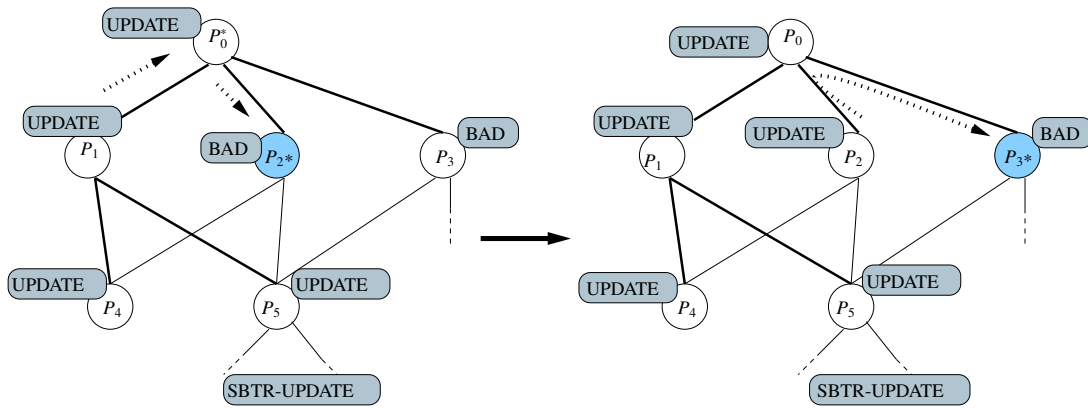 UPDATE P₀*
UPDATE
P₁
BAD P₂*
P₃ BAD
UPDATE P₄
P₅ UPDATE
SBTR-UPDATE
UPDATE P₀
UPDATE
P₁
UPDATE P₂
P₃* BAD
UPDATE P₄
P₅ UPDATE
SBTR-UPDATE